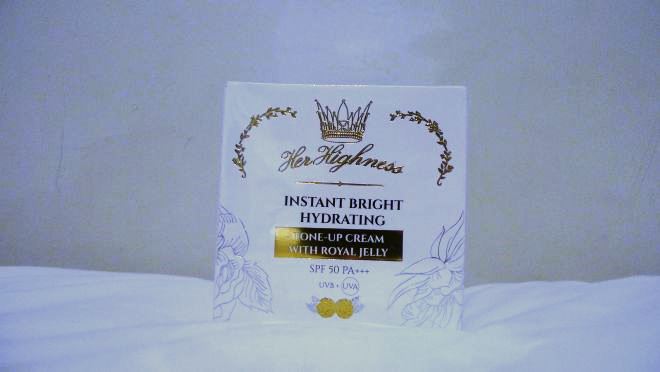 Her Highness
INSTANT BRIGHT
HYDRATING
TONE-UP CREAM
WITH ROYAL JELLY
SPF 50 PA+++
UVB + UVA